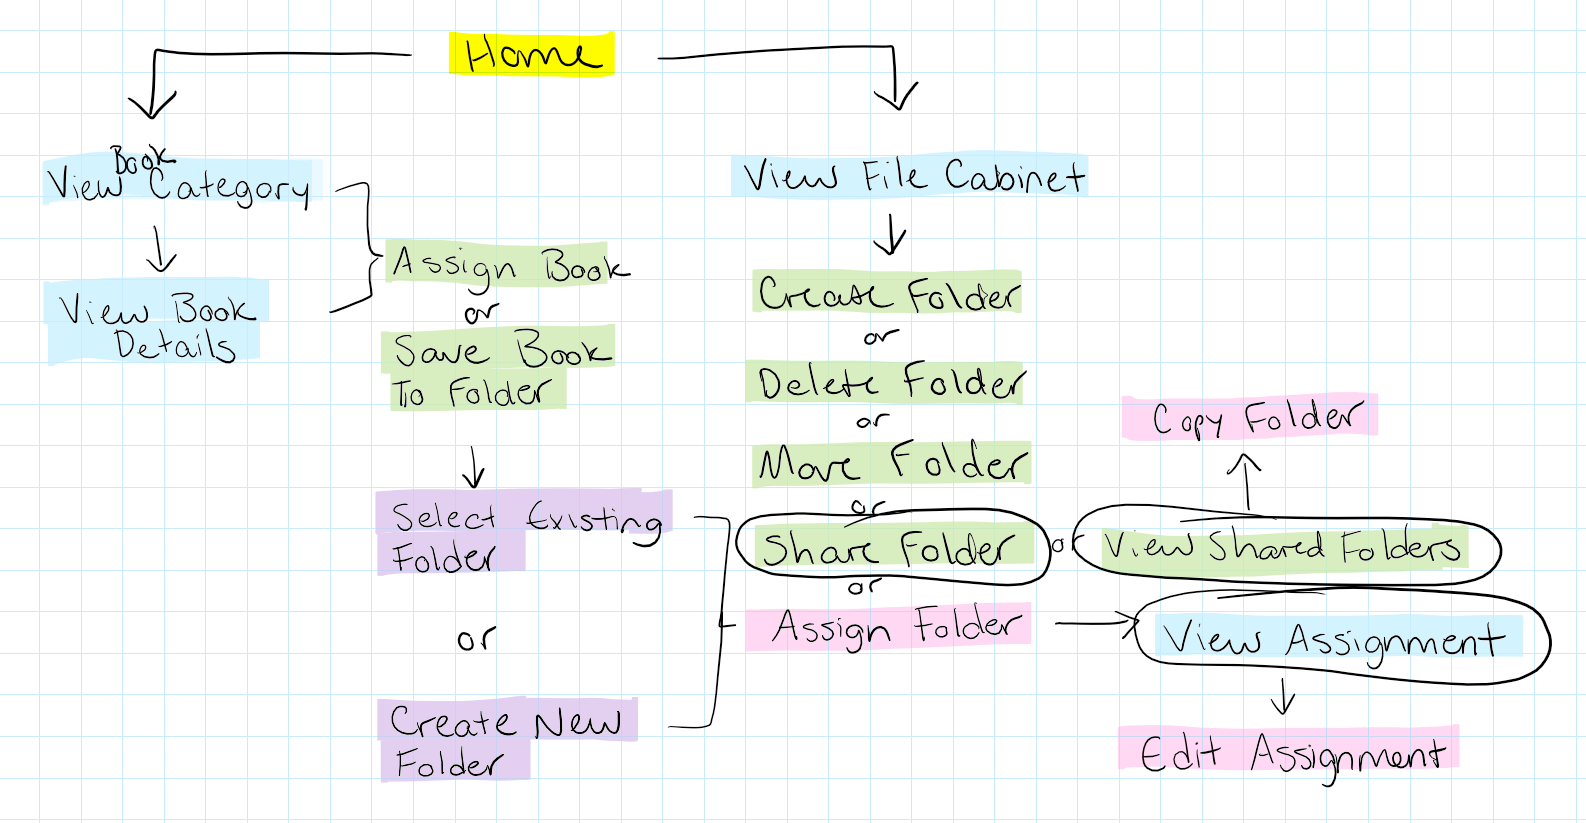 Home
Book
View Category
View Book
Details
Assign Book
or
Save Book
To Folder
Select Existing
Folder
or
Create New
Folder
View File Cabinet
Create Folder
or
Delete Folder
or
Move Folder
or
Share Folder
or
View Shared Folders
Copy Folder
or
Assign Folder
View Assignment
Edit Assignment